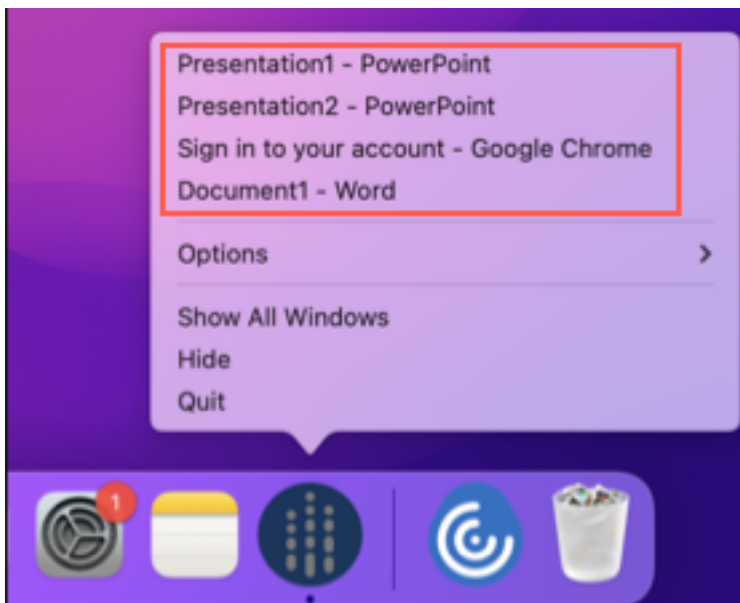 Presentation1 - PowerPoint
Presentation2 - PowerPoint
Sign in to your account - Google Chrome
Document1 - Word
Options
Show All Windows
Hide
Quit
1